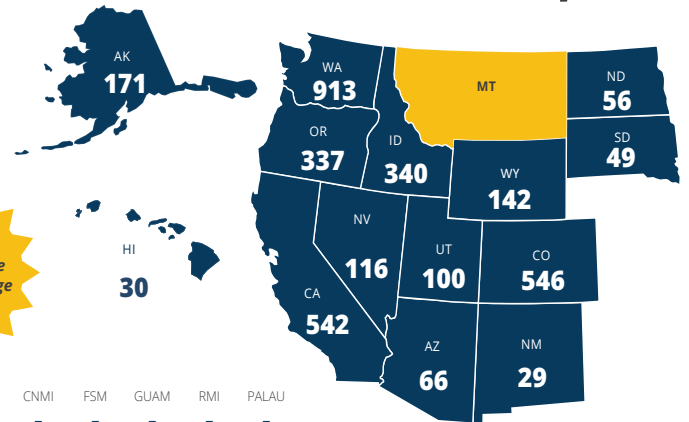 AK
171
WA
913
MT
ND
56
OR
337
ID
340
SD
49
WY
142
HI
30
NV
116
UT
100
CO
546
CA
542
AZ
66
NM
29
CNMI FSM GUAM RMI PALAU
- - - - -